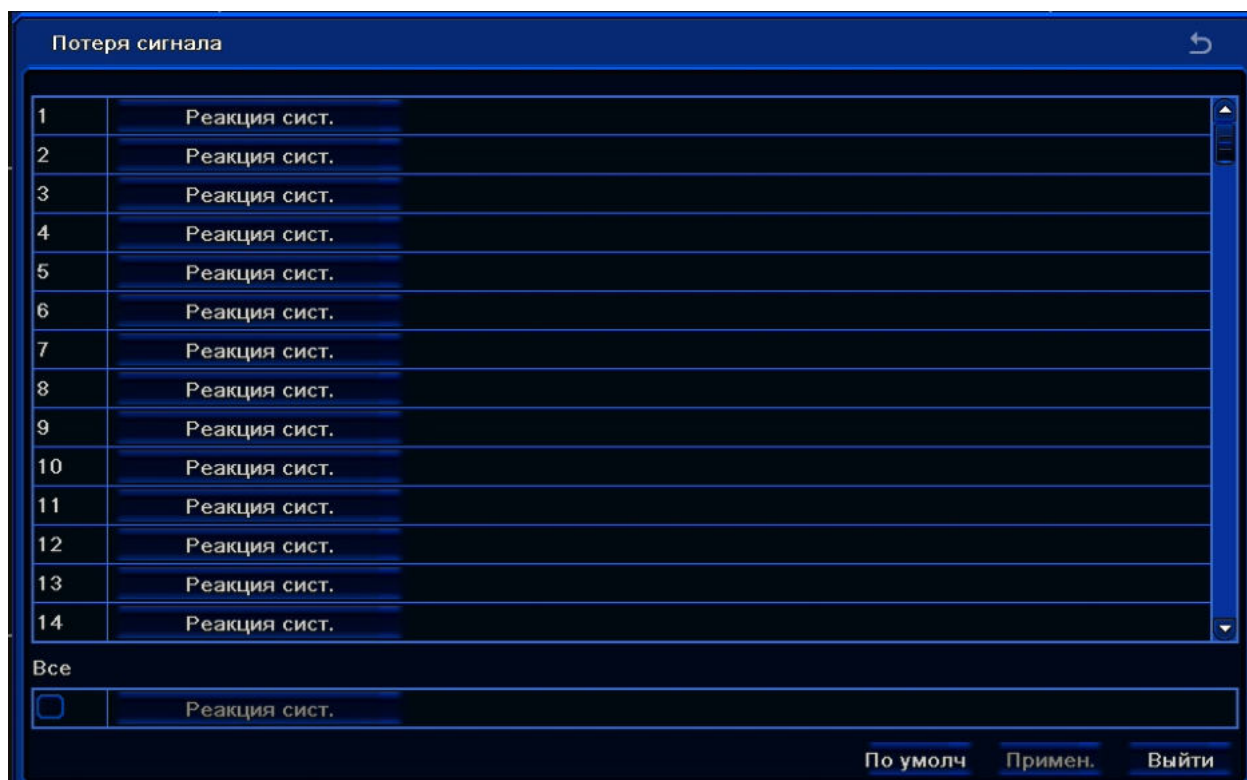 Потеря сигнала
1 Реакция сист.
2 Реакция сист.
3 Реакция сист.
4 Реакция сист.
5 Реакция сист.
6 Реакция сист.
7 Реакция сист.
8 Реакция сист.
9 Реакция сист.
10 Реакция сист.
11 Реакция сист.
12 Реакция сист.
13 Реакция сист.
14 Реакция сист.
Все
Реакция сист.
По умолч Примен. Выйти